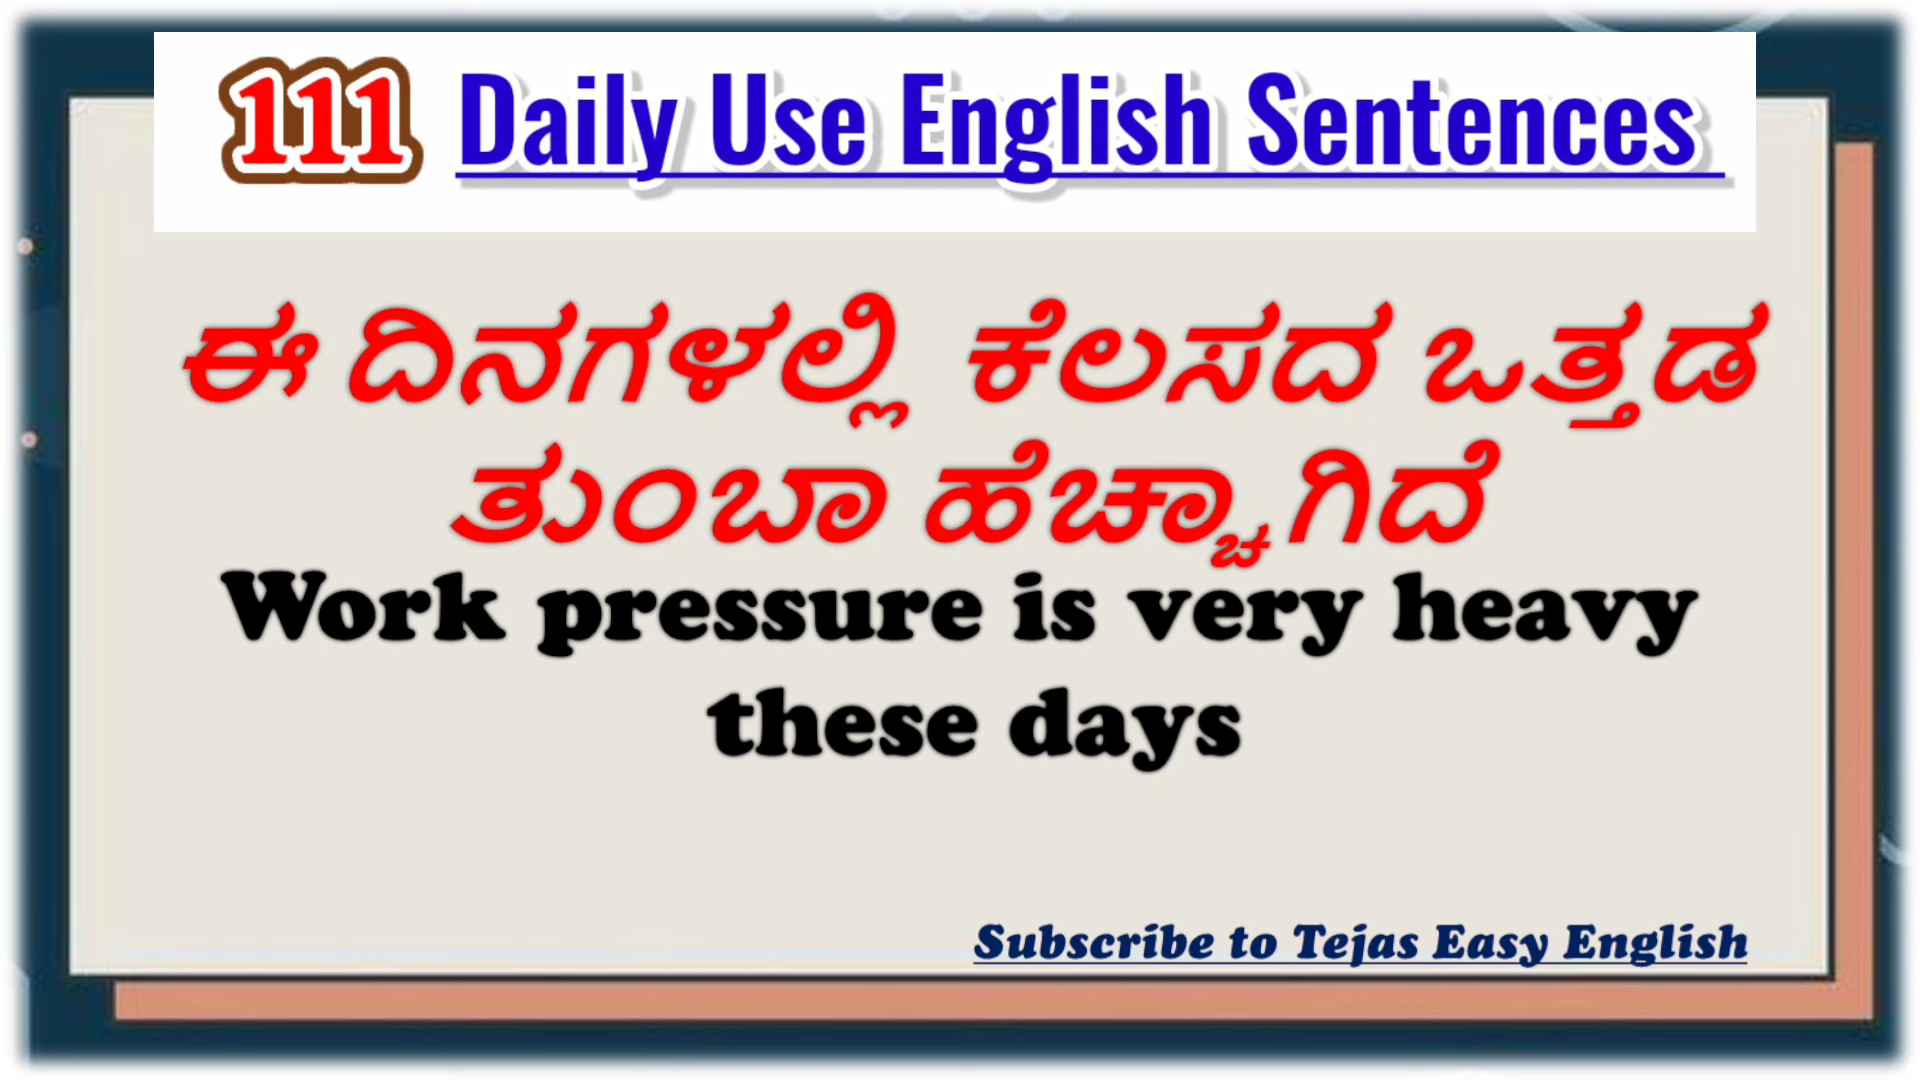 111 Daily Use English Sentences
ಈ ದಿನಗಳಲ್ಲಿ ಕೆಲಸದ ಒತ್ತಡ
ತುಂಬಾ ಹೆಚ್ಚಾಗಿದೆ
Work pressure is very heavy
these days
Subscribe to Tejas Easy English